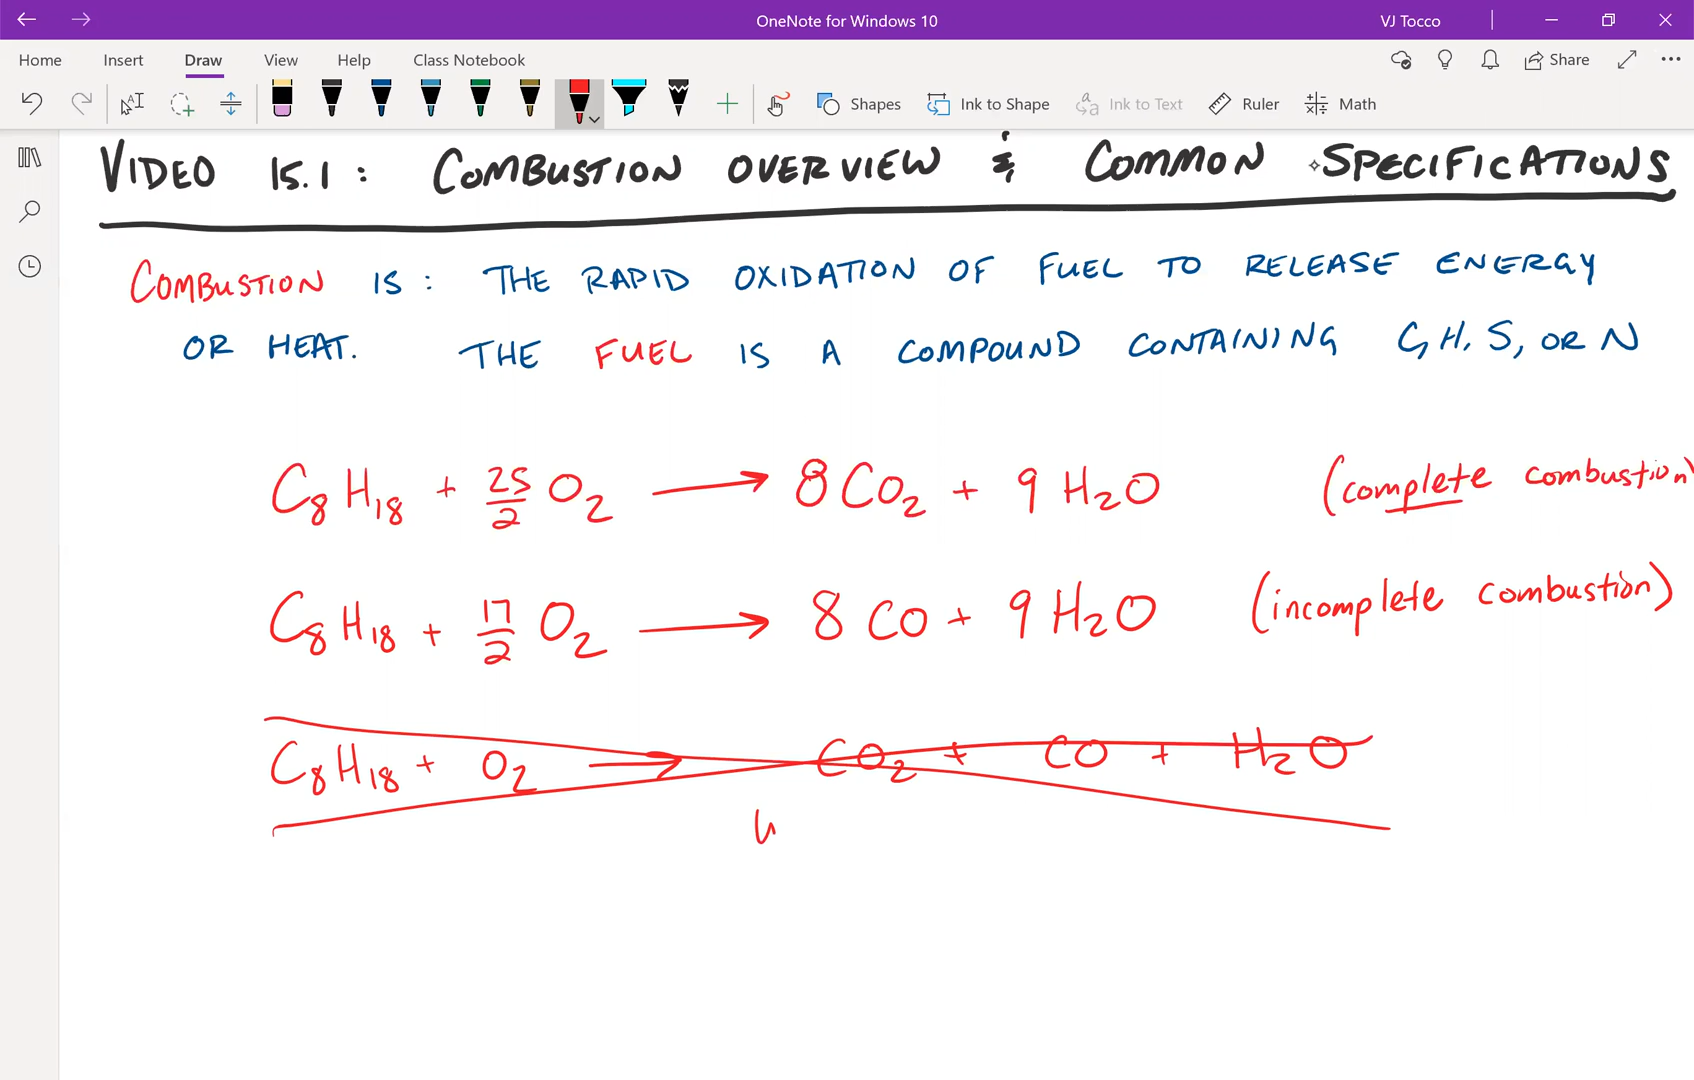 OneNote for Windows 10
VJ Tocco
Home Insert Draw View Help Class Notebook Share
Shapes Ink to Shape Ink to Text Ruler Math
VIDEO 15.1: COMBUSTION OVERVIEW & COMMON SPECIFICATIONS
COMBUSTION IS: THE RAPID OXIDATION OF FUEL TO RELEASE ENERGY
OR HEAT. THE FUEL IS A COMPOUND CONTAINING C, H, S, OR N
C₈H₁₈ + 25/2 O₂ → 8 CO₂ + 9 H₂O (complete combustion)
C₈H₁₈ + 17/2 O₂ → 8 CO + 9 H₂O (incomplete combustion)
C₈H₁₈ + O₂ → CO₂ + CO + H₂O